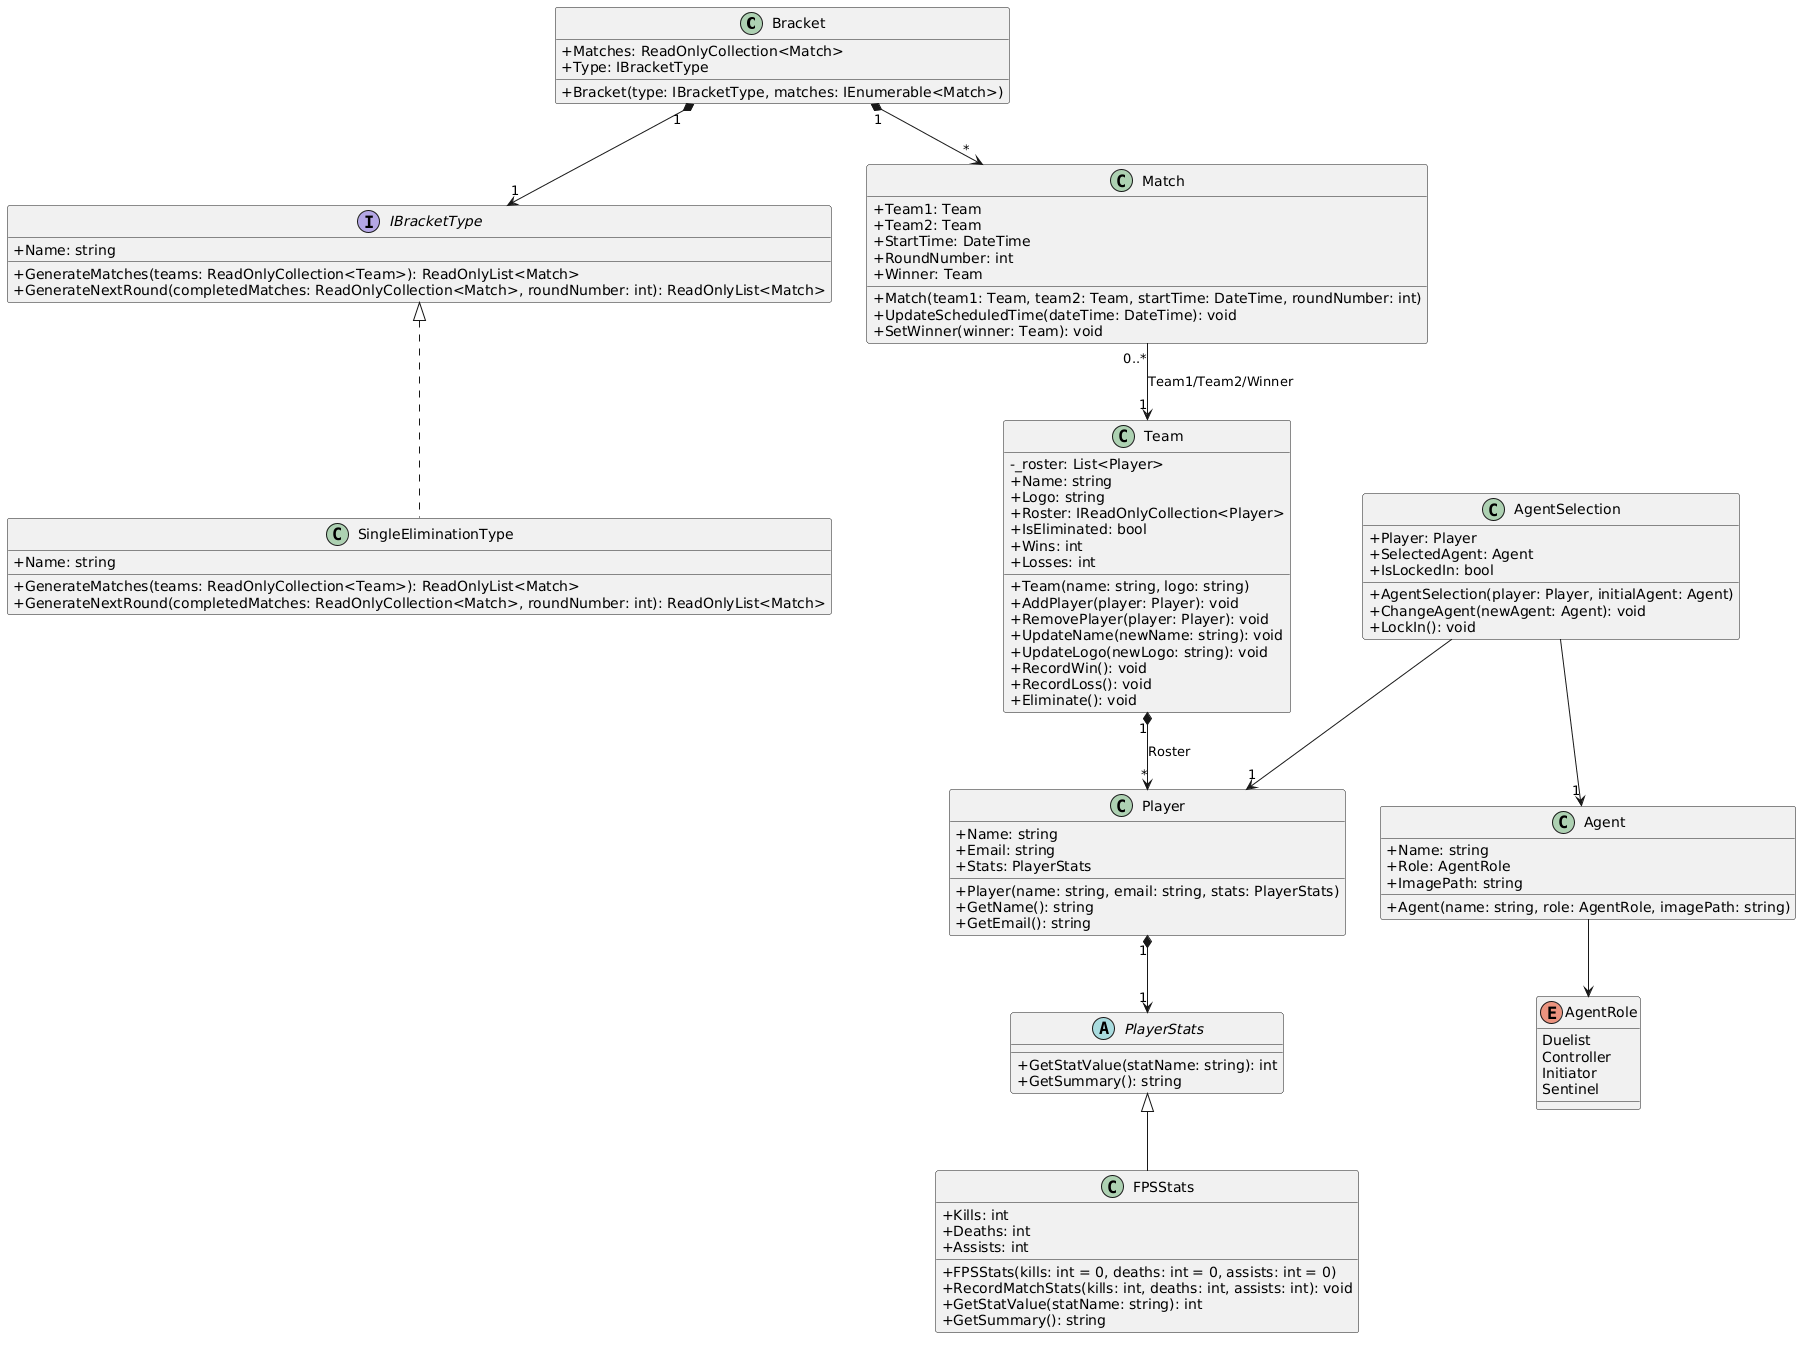 C Bracket
+Matches: ReadOnlyCollection<Match>
+Type: IBracketType
+Bracket(type: IBracketType, matches: IEnumerable<Match>)
1
1
1
*
I IBracketType
+Name: string
+GenerateMatches(teams: ReadOnlyCollection<Team>): ReadOnlyList<Match>
+GenerateNextRound(completedMatches: ReadOnlyCollection<Match>, roundNumber: int): ReadOnlyList<Match>
C Match
+Team1: Team
+Team2: Team
+StartTime: DateTime
+RoundNumber: int
+Winner: Team
+Match(team1: Team, team2: Team, startTime: DateTime, roundNumber: int)
+UpdateScheduledTime(dateTime: DateTime): void
+SetWinner(winner: Team): void
0..*
Team1/Team2/Winner
1
C SingleEliminationType
+Name: string
+GenerateMatches(teams: ReadOnlyCollection<Team>): ReadOnlyList<Match>
+GenerateNextRound(completedMatches: ReadOnlyCollection<Match>, roundNumber: int): ReadOnlyList<Match>
C Team
-_roster: List<Player>
+Name: string
+Logo: string
+Roster: IReadOnlyCollection<Player>
+IsEliminated: bool
+Wins: int
+Losses: int
+Team(name: string, logo: string)
+AddPlayer(player: Player): void
+RemovePlayer(player: Player): void
+UpdateName(newName: string): void
+UpdateLogo(newLogo: string): void
+RecordWin(): void
+RecordLoss(): void
+Eliminate(): void
C AgentSelection
+Player: Player
+SelectedAgent: Agent
+IsLockedIn: bool
+AgentSelection(player: Player, initialAgent: Agent)
+ChangeAgent(newAgent: Agent): void
+LockIn(): void
1
Roster
*
1
1
C Player
+Name: string
+Email: string
+Stats: PlayerStats
+Player(name: string, email: string, stats: PlayerStats)
+GetName(): string
+GetEmail(): string
C Agent
+Name: string
+Role: AgentRole
+ImagePath: string
+Agent(name: string, role: AgentRole, imagePath: string)
1
1
A PlayerStats
+GetStatValue(statName: string): int
+GetSummary(): string
E AgentRole
Duelist
Controller
Initiator
Sentinel
C FPSStats
+Kills: int
+Deaths: int
+Assists: int
+FPSStats(kills: int = 0, deaths: int = 0, assists: int = 0)
+RecordMatchStats(kills: int, deaths: int, assists: int): void
+GetStatValue(statName: string): int
+GetSummary(): string